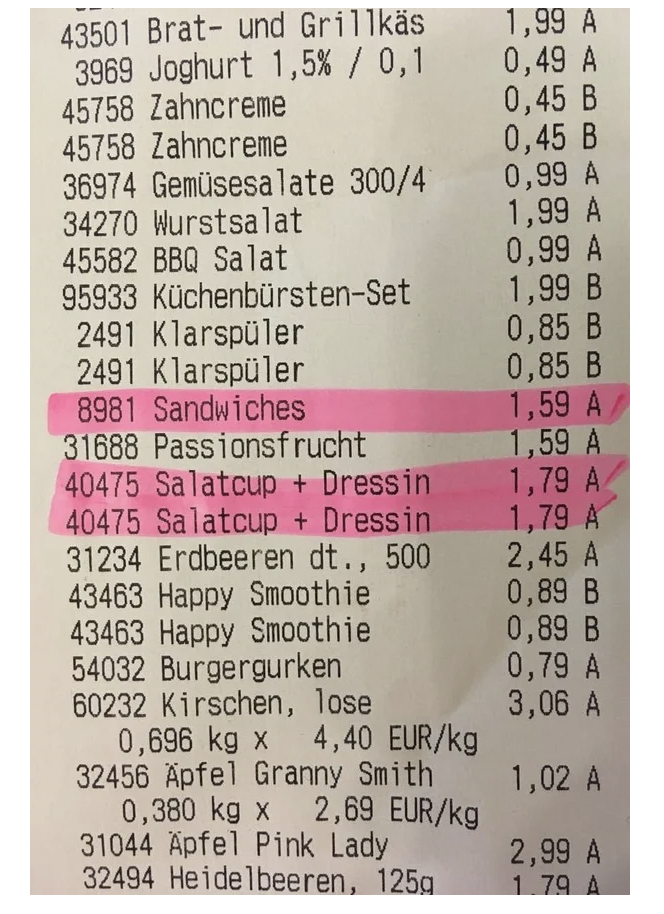 43501 Brat- und Grillkäs 1,99 A
3969 Joghurt 1,5% / 0,1 0,49 A
45758 Zahncreme 0,45 B
45758 Zahncreme 0,45 B
36974 Gemüsesalate 300/4 0,99 A
34270 Wurstsalat 1,99 A
45582 BBQ Salat 0,99 A
95933 Küchenbürsten-Set 1,99 B
2491 Klarspüler 0,85 B
2491 Klarspüler 0,85 B
8981 Sandwiches 1,59 A
31688 Passionsfrucht 1,59 A
40475 Salatcup + Dressin 1,79 A
40475 Salatcup + Dressin 1,79 A
31234 Erdbeeren dt., 500 2,45 A
43463 Happy Smoothie 0,89 B
43463 Happy Smoothie 0,89 B
54032 Burgergurken 0,79 A
60232 Kirschen, lose 3,06 A
0,696 kg x 4,40 EUR/kg
32456 Äpfel Granny Smith 1,02 A
0,380 kg x 2,69 EUR/kg
31044 Äpfel Pink Lady 2,99 A
32494 Heidelbeeren, 125g 1,79 A